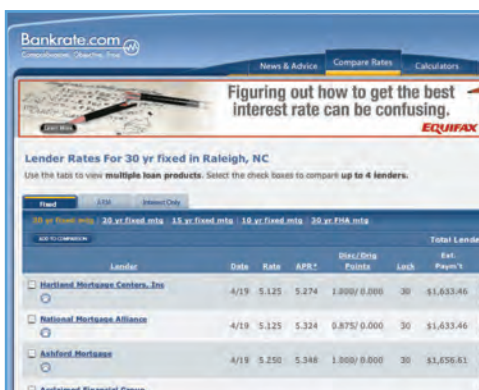 Bankrate.com
Comprehensive. Objective. Free.
News & Advice Compare Rates Calculators
Figuring out how to get the best
interest rate can be confusing.
Learn More
EQUIFAX
Lender Rates For 30 yr fixed in Raleigh, NC
Use the tabs to view multiple loan products. Select the check boxes to compare up to 4 lenders.
Fixed ARM Interest Only
30 yr fixed mtg | 20 yr fixed mtg | 15 yr fixed mtg | 10 yr fixed mtg | 30 yr FHA mtg
ADD TO COMPARISON Total Lende
Disc/Orig Est.
Lender Date Rate APR* Points Lock Paym't
Hartland Mortgage Centers, Inc
4/19 5.125 5.274 1.000/ 0.000 30 $1,633.46
National Mortgage Alliance
4/19 5.125 5.324 0.875/ 0.000 30 $1,633.46
Ashford Mortgage
4/19 5.250 5.348 1.000/ 0.000 30 $1,656.61
Acclaimed Financial Group